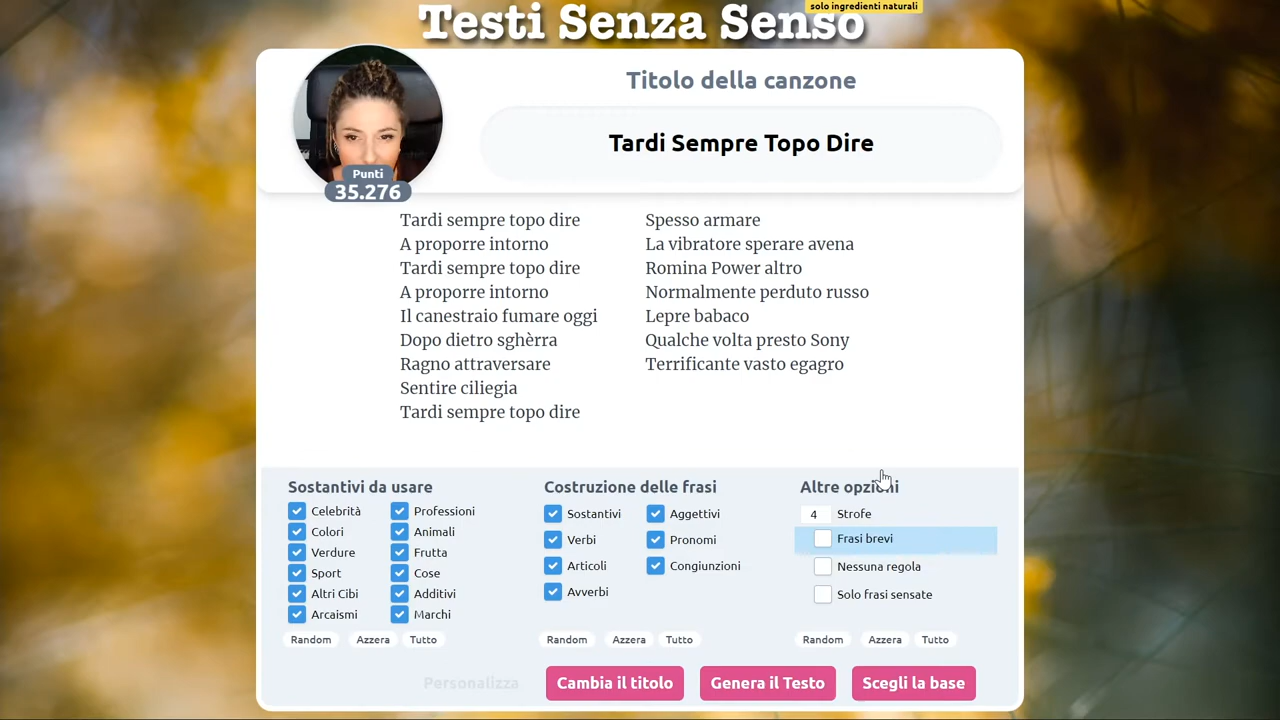 solo ingredienti naturali
Testi Senza Senso
Titolo della canzone
Tardi Sempre Topo Dire
Punti
35.276
Tardi sempre topo dire
A proporre intorno
Tardi sempre topo dire
A proporre intorno
Il canestraio fumare oggi
Dopo dietro sghèrra
Ragno attraversare
Sentire ciliegia
Tardi sempre topo dire
Spesso armare
La vibratore sperare avena
Romina Power altro
Normalmente perduto russo
Lepre babaco
Qualche volta presto Sony
Terrificante vasto egagro
Sostantivi da usare
Celebrità
Professioni
Colori
Animali
Verdure
Frutta
Sport
Cose
Altri Cibi
Additivi
Arcaismi
Marchi
Random
Azzera
Tutto
Costruzione delle frasi
Sostantivi
Aggettivi
Verbi
Pronomi
Articoli
Congiunzioni
Avverbi
Random
Azzera
Tutto
Altre opzioni
4 Strofe
Frasi brevi
Nessuna regola
Solo frasi sensate
Random
Azzera
Tutto
Personalizza
Cambia il titolo
Genera il Testo
Scegli la base